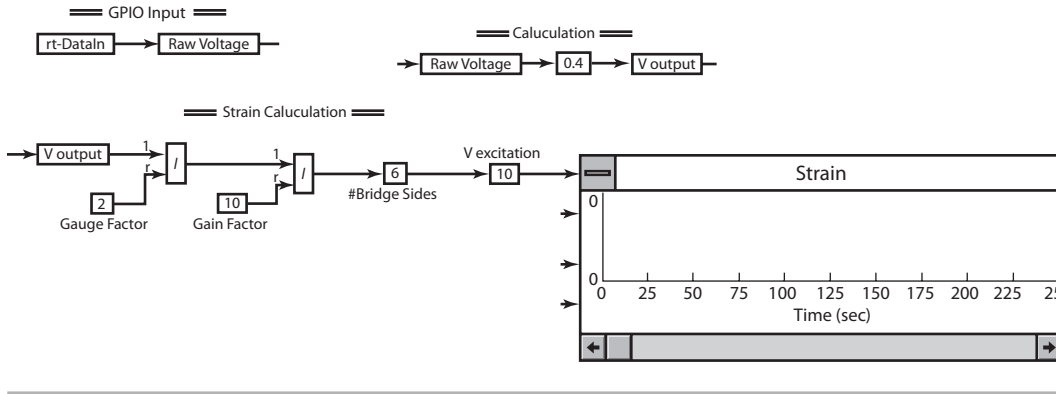 GPIO Input
rt-DataIn
Raw Voltage
Caluculation
Raw Voltage
0.4
V output
Strain Caluculation
V output
1
r
/
2
Gauge Factor
1
r
/
10
Gain Factor
6
#Bridge Sides
V excitation
10
Strain
0
0
0 25 50 75 100 125 150 175 200 225
Time (sec)